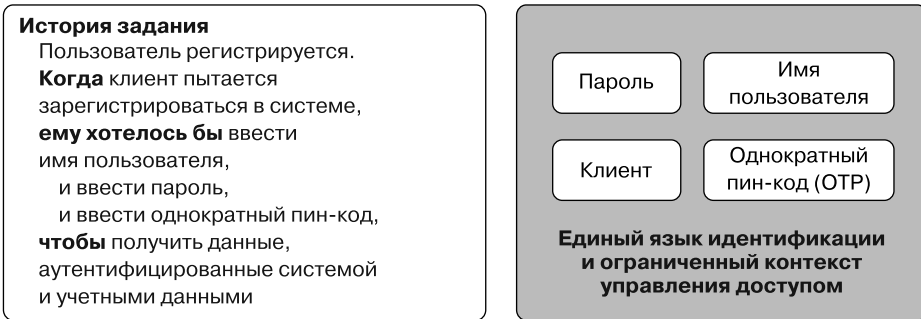 История задания
Пользователь регистрируется.
Когда клиент пытается
зарегистрироваться в системе,
ему хотелось бы ввести
имя пользователя,
и ввести пароль,
и ввести однократный пин-код,
чтобы получить данные,
аутентифицированные системой
и учетными данными
Пароль
Имя
пользователя
Клиент
Однократный
пин-код (OTP)
Единый язык идентификации
и ограниченный контекст
управления доступом